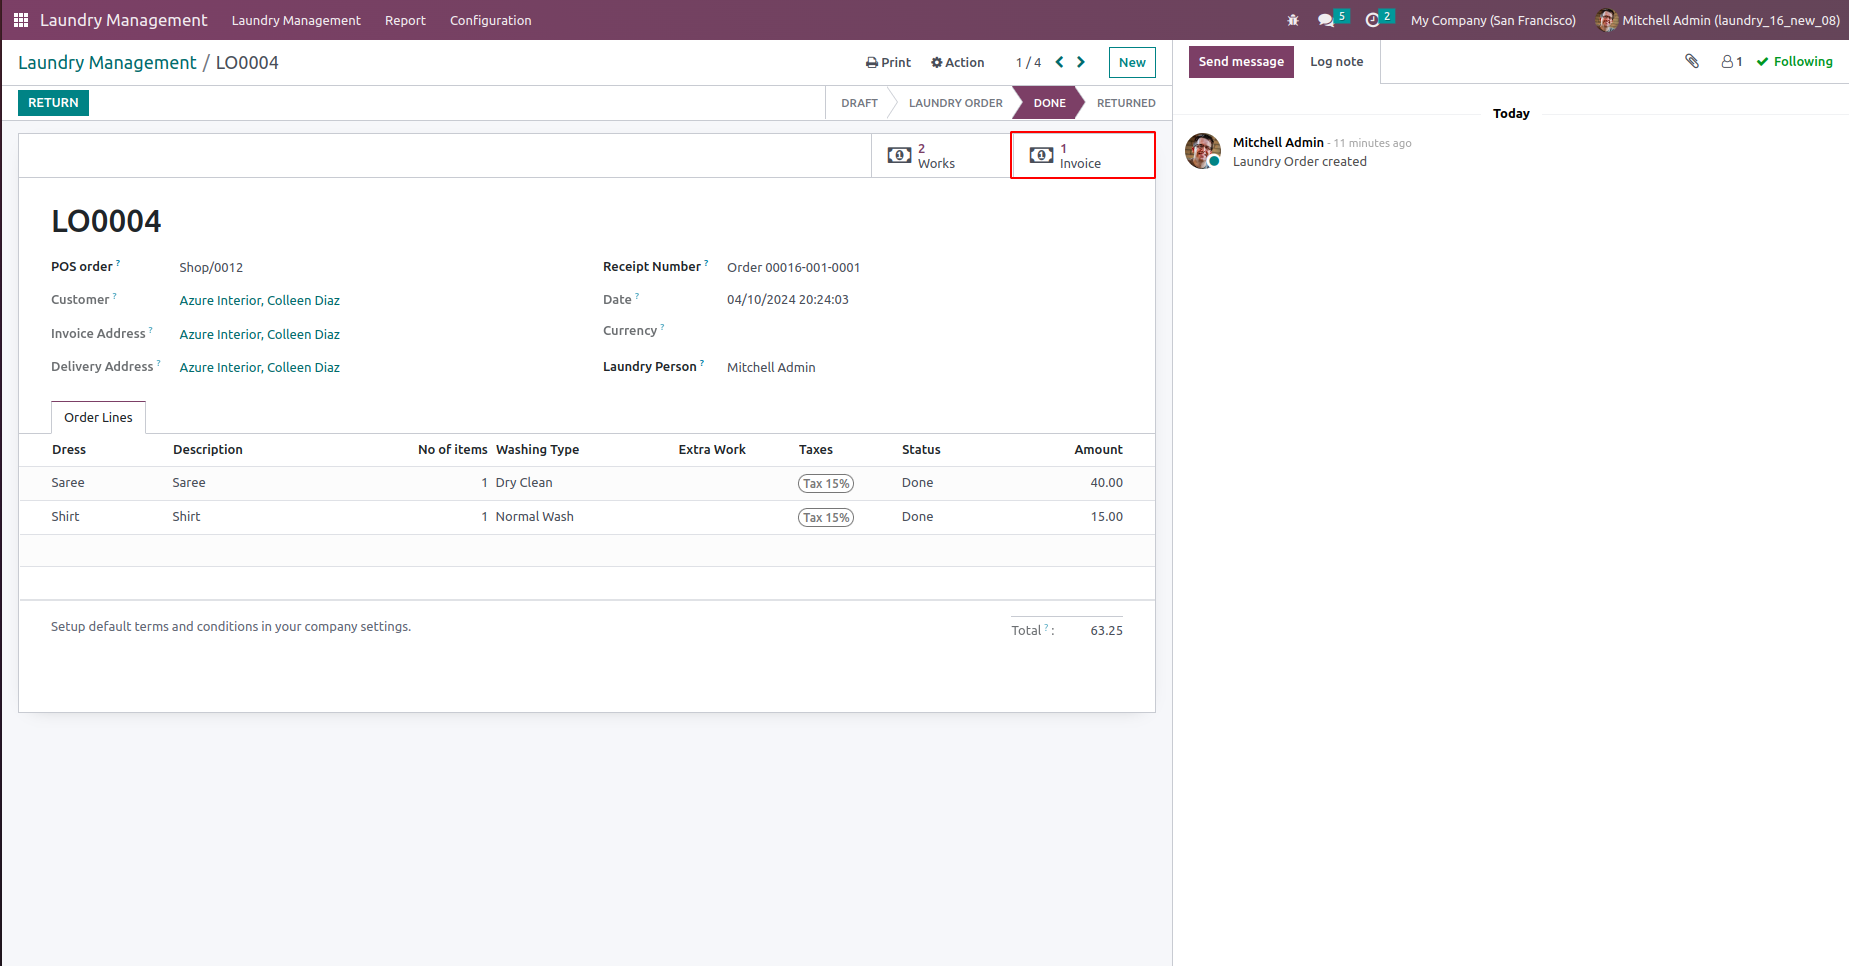 Laundry Management Laundry Management Report Configuration 5 2 My Company (San Francisco) Mitchell Admin (laundry_16_new_08)
Laundry Management / LO0004 Print Action 1 / 4 New
RETURN DRAFT LAUNDRY ORDER DONE RETURNED
2 Works
1 Invoice
LO0004
POS order ? Shop/0012 Receipt Number ? Order 00016-001-0001
Customer ? Azure Interior, Colleen Diaz Date ? 04/10/2024 20:24:03
Invoice Address ? Azure Interior, Colleen Diaz Currency ?
Delivery Address ? Azure Interior, Colleen Diaz Laundry Person ? Mitchell Admin
Order Lines
Dress Description No of items Washing Type Extra Work Taxes Status Amount
Saree Saree 1 Dry Clean Tax 15% Done 40.00
Shirt Shirt 1 Normal Wash Tax 15% Done 15.00
Setup default terms and conditions in your company settings.
Total ? : 63.25
Send message Log note 1 Following
Today
Mitchell Admin - 11 minutes ago
Laundry Order created